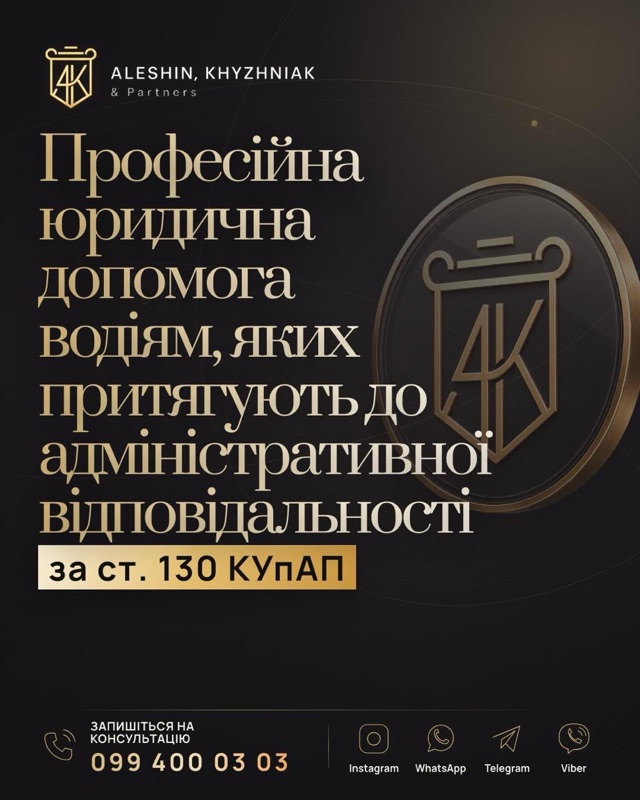 ALESHIN, KHYZHNIAK
& Partners
Професійна
юридична
допомога
водіям, яких
притягують до
адміністративної
відповідальності
за ст. 130 КУпАП
AK
ЗАПИШІТЬСЯ НА
КОНСУЛЬТАЦІЮ
099 400 03 03
Instagram
WhatsApp
Telegram
Viber